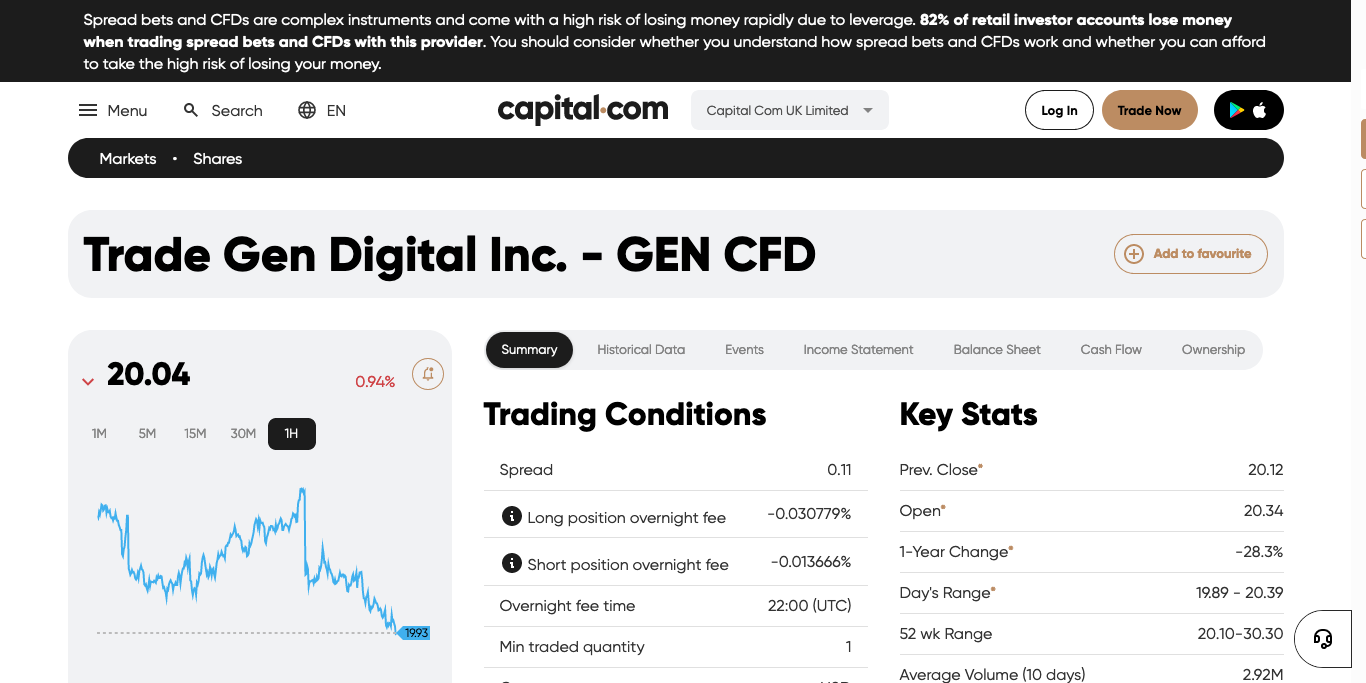 Spread bets and CFDs are complex instruments and come with a high risk of losing money rapidly due to leverage. 82% of retail investor accounts lose money
when trading spread bets and CFDs with this provider. You should consider whether you understand how spread bets and CFDs work and whether you can afford
to take the high risk of losing your money.
Menu Search EN capital.com Capital Com UK Limited Log In Trade Now
Markets • Shares
Trade Gen Digital Inc. - GEN CFD Add to favourite
20.04 0.94%
1M 5M 15M 30M 1H
19.93
Summary Historical Data Events Income Statement Balance Sheet Cash Flow Ownership
Trading Conditions
Spread 0.11
Long position overnight fee -0.030779%
Short position overnight fee -0.013666%
Overnight fee time 22:00 (UTC)
Min traded quantity 1
Key Stats
Prev. Close* 20.12
Open* 20.34
1-Year Change* -28.3%
Day's Range* 19.89 - 20.39
52 wk Range 20.10-30.30
Average Volume (10 days) 2.92M